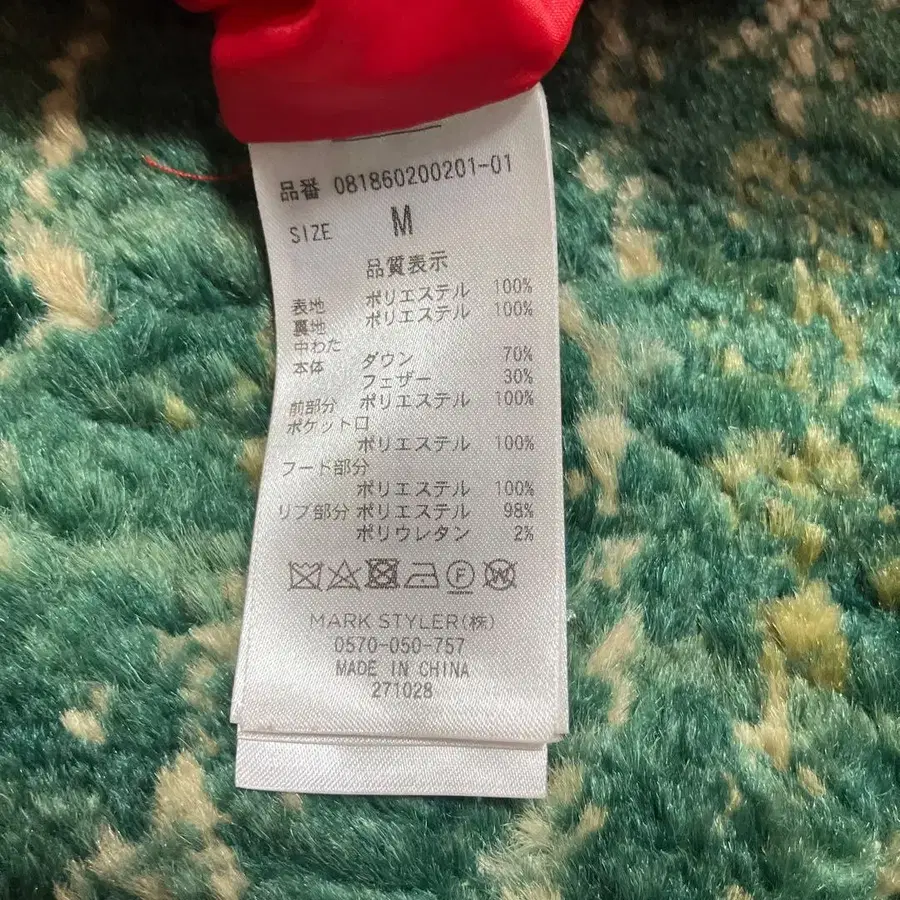 品番 081860200201-01
SIZE M
品質表示
表地 ポリエステル 100%
裏地 ポリエステル 100%
中わた
本体 ダウン 70%
フェザー 30%
前部分 ポリエステル 100%
ポケット口
ポリエステル 100%
フード部分
ポリエステル 100%
リブ部分 ポリエステル 98%
ポリウレタン 2%
F W
MARK STYLER(株)
0570-050-757
MADE IN CHINA
271028